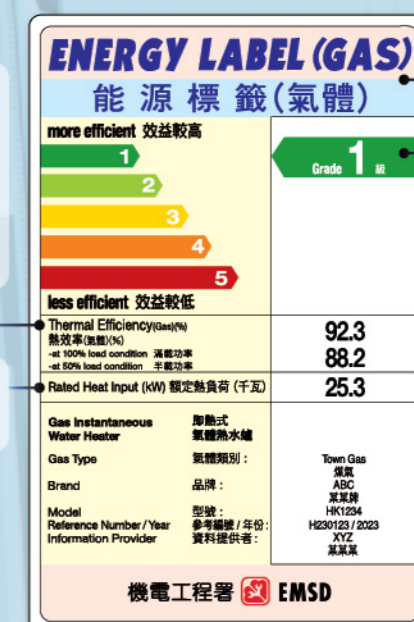 ENERGY LABEL (GAS)
能源標籤(氣體)
more efficient 效益較高
1
2
3
4
5
Grade 1 級
less efficient 效益較低
Thermal Efficiency(Gas)(%)
熱效率(氣體)(%)
-at 100% load condition 滿載功率 92.3
-at 50% load condition 半載功率 88.2
Rated Heat Input (kW) 額定熱負荷 (千瓦) 25.3
Gas Instantaneous 即熱式
Water Heater 氣體熱水爐
Gas Type 氣體類別: Town Gas
煤氣
Brand 品牌: ABC
某某牌
Model 型號: HK1234
Reference Number / Year 參考編號 / 年份: H230123 / 2023
Information Provider 資料提供者: XYZ
某某某
機電工程署 EMSD